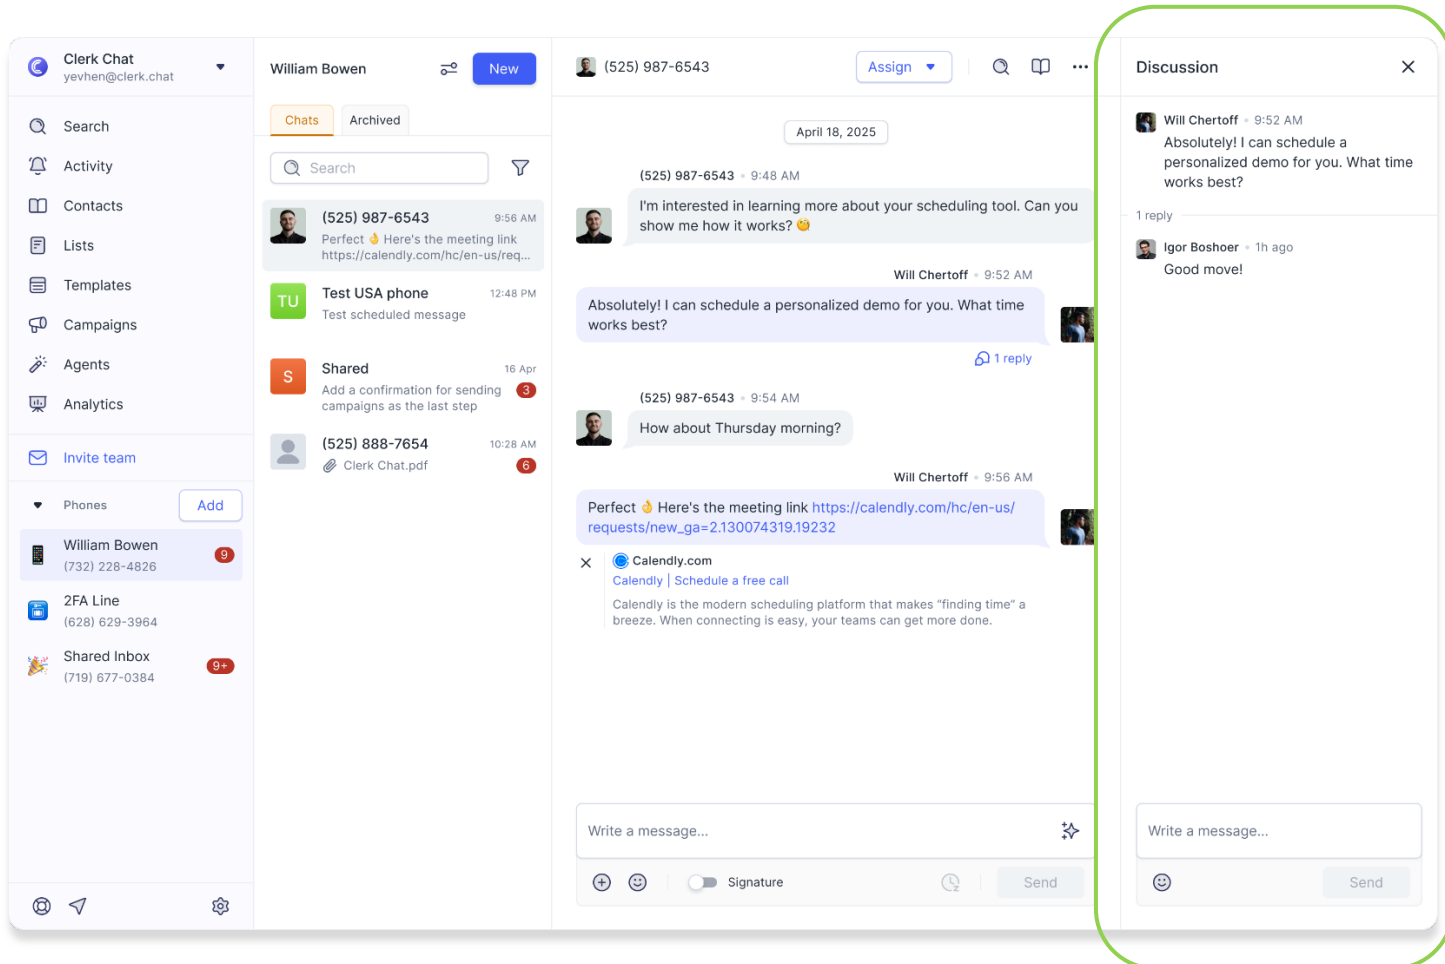 Clerk Chat
yevhen@clerk.chat
Search
Activity
Contacts
Lists
Templates
Campaigns
Agents
Analytics
Invite team
Phones
Add
William Bowen
(732) 228-4826
9
2FA Line
(628) 629-3964
Shared Inbox
(719) 677-0384
9+
William Bowen
New
Chats
Archived
Search
(525) 987-6543
9:56 AM
Perfect 👌 Here's the meeting link
https://calendly.com/hc/en-us/req...
TU
Test USA phone
12:48 PM
Test scheduled message
S
Shared
16 Apr
Add a confirmation for sending
campaigns as the last step
3
(525) 888-7654
10:28 AM
Clerk Chat.pdf
6
(525) 987-6543
Assign
April 18, 2025
(525) 987-6543 • 9:48 AM
I'm interested in learning more about your scheduling tool. Can you
show me how it works? 🧐
Will Chertoff • 9:52 AM
Absolutely! I can schedule a personalized demo for you. What time
works best?
1 reply
(525) 987-6543 • 9:54 AM
How about Thursday morning?
Will Chertoff • 9:56 AM
Perfect 👌 Here's the meeting link https://calendly.com/hc/en-us/
requests/new_ga=2.130074319.19232
Calendly.com
Calendly | Schedule a free call
Calendly is the modern scheduling platform that makes "finding time" a
breeze. When connecting is easy, your teams can get more done.
Write a message...
Signature
Send
Discussion
Will Chertoff • 9:52 AM
Absolutely! I can schedule a
personalized demo for you. What time
works best?
1 reply
Igor Boshoer • 1h ago
Good move!
Write a message...
Send